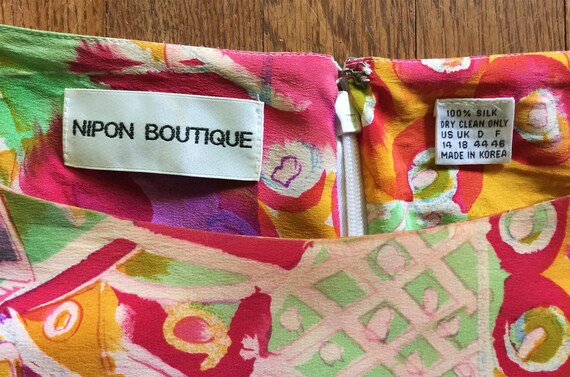 NIPON BOUTIQUE
100% SILK
DRY CLEAN ONLY
US UK D F
14 18 44 46
MADE IN KOREA